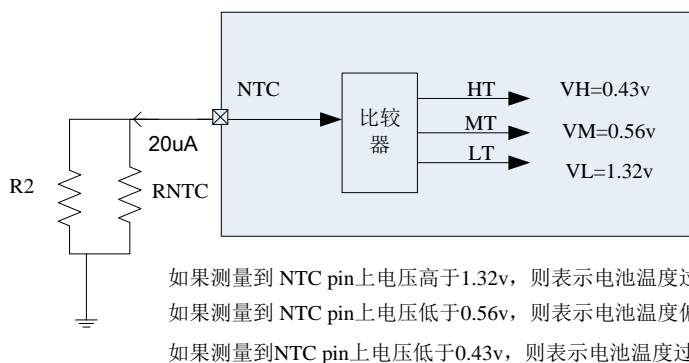 NTC
HT
VH=0.43v
比较
器
MT
VM=0.56v
20uA
LT
VL=1.32v
R2
RNTC
如果测量到 NTC pin上电压高于1.32v，则表示电池温度过
如果测量到 NTC pin上电压低于0.56v，则表示电池温度偏
如果测量到NTC pin上电压低于0.43v，则表示电池温度过